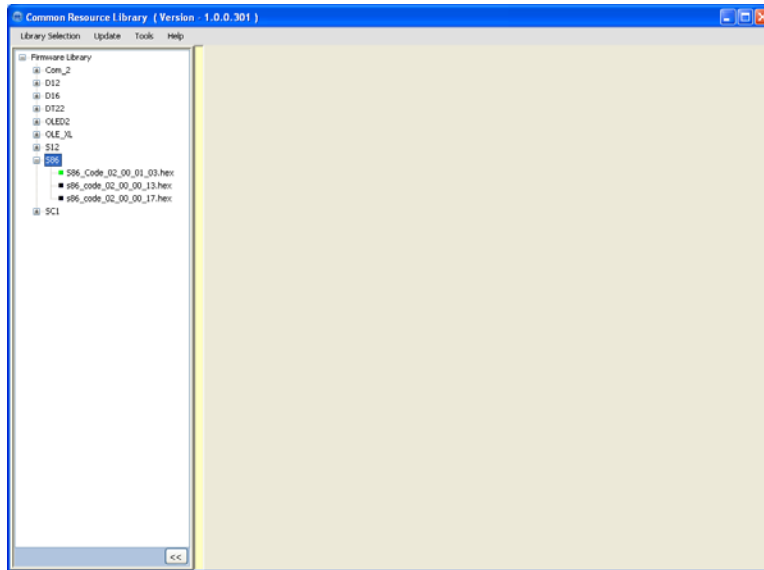 Common Resource Library ( Version - 1.0.0.301 )
Library Selection Update Tools Help
Firmware Library
Com_2
D12
D16
DT22
OLED2
OLE_XL
S12
S86
S86_Code_02_00_01_03.hex
s86_code_02_00_00_13.hex
s86_code_02_00_00_17.hex
SC1
<<